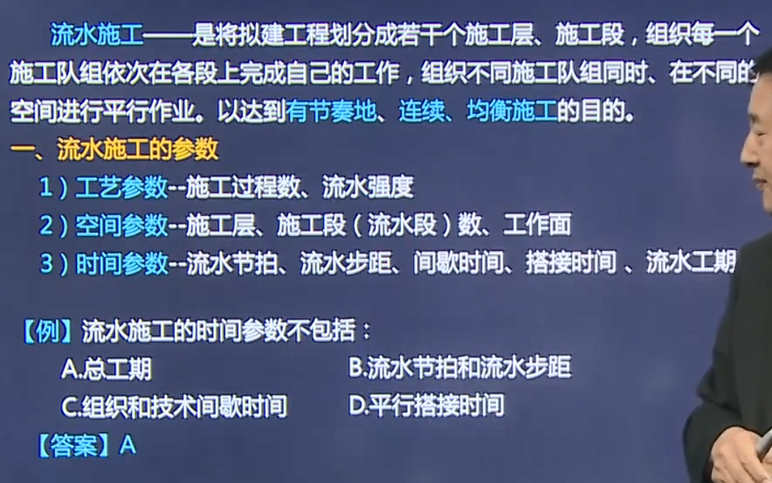 流水施工——是将拟建工程划分成若干个施工层、施工段，组织每一个
施工队组依次在各段上完成自己的工作，组织不同施工队组同时、在不同的
空间进行平行作业。以达到有节奏地、连续、均衡施工的目的。
一、流水施工的参数
1）工艺参数--施工过程数、流水强度
2）空间参数--施工层、施工段（流水段）数、工作面
3）时间参数--流水节拍、流水步距、间歇时间、搭接时间 、流水工期
【例】流水施工的时间参数不包括：
A.总工期 B.流水节拍和流水步距
C.组织和技术间歇时间 D.平行搭接时间
【答案】A